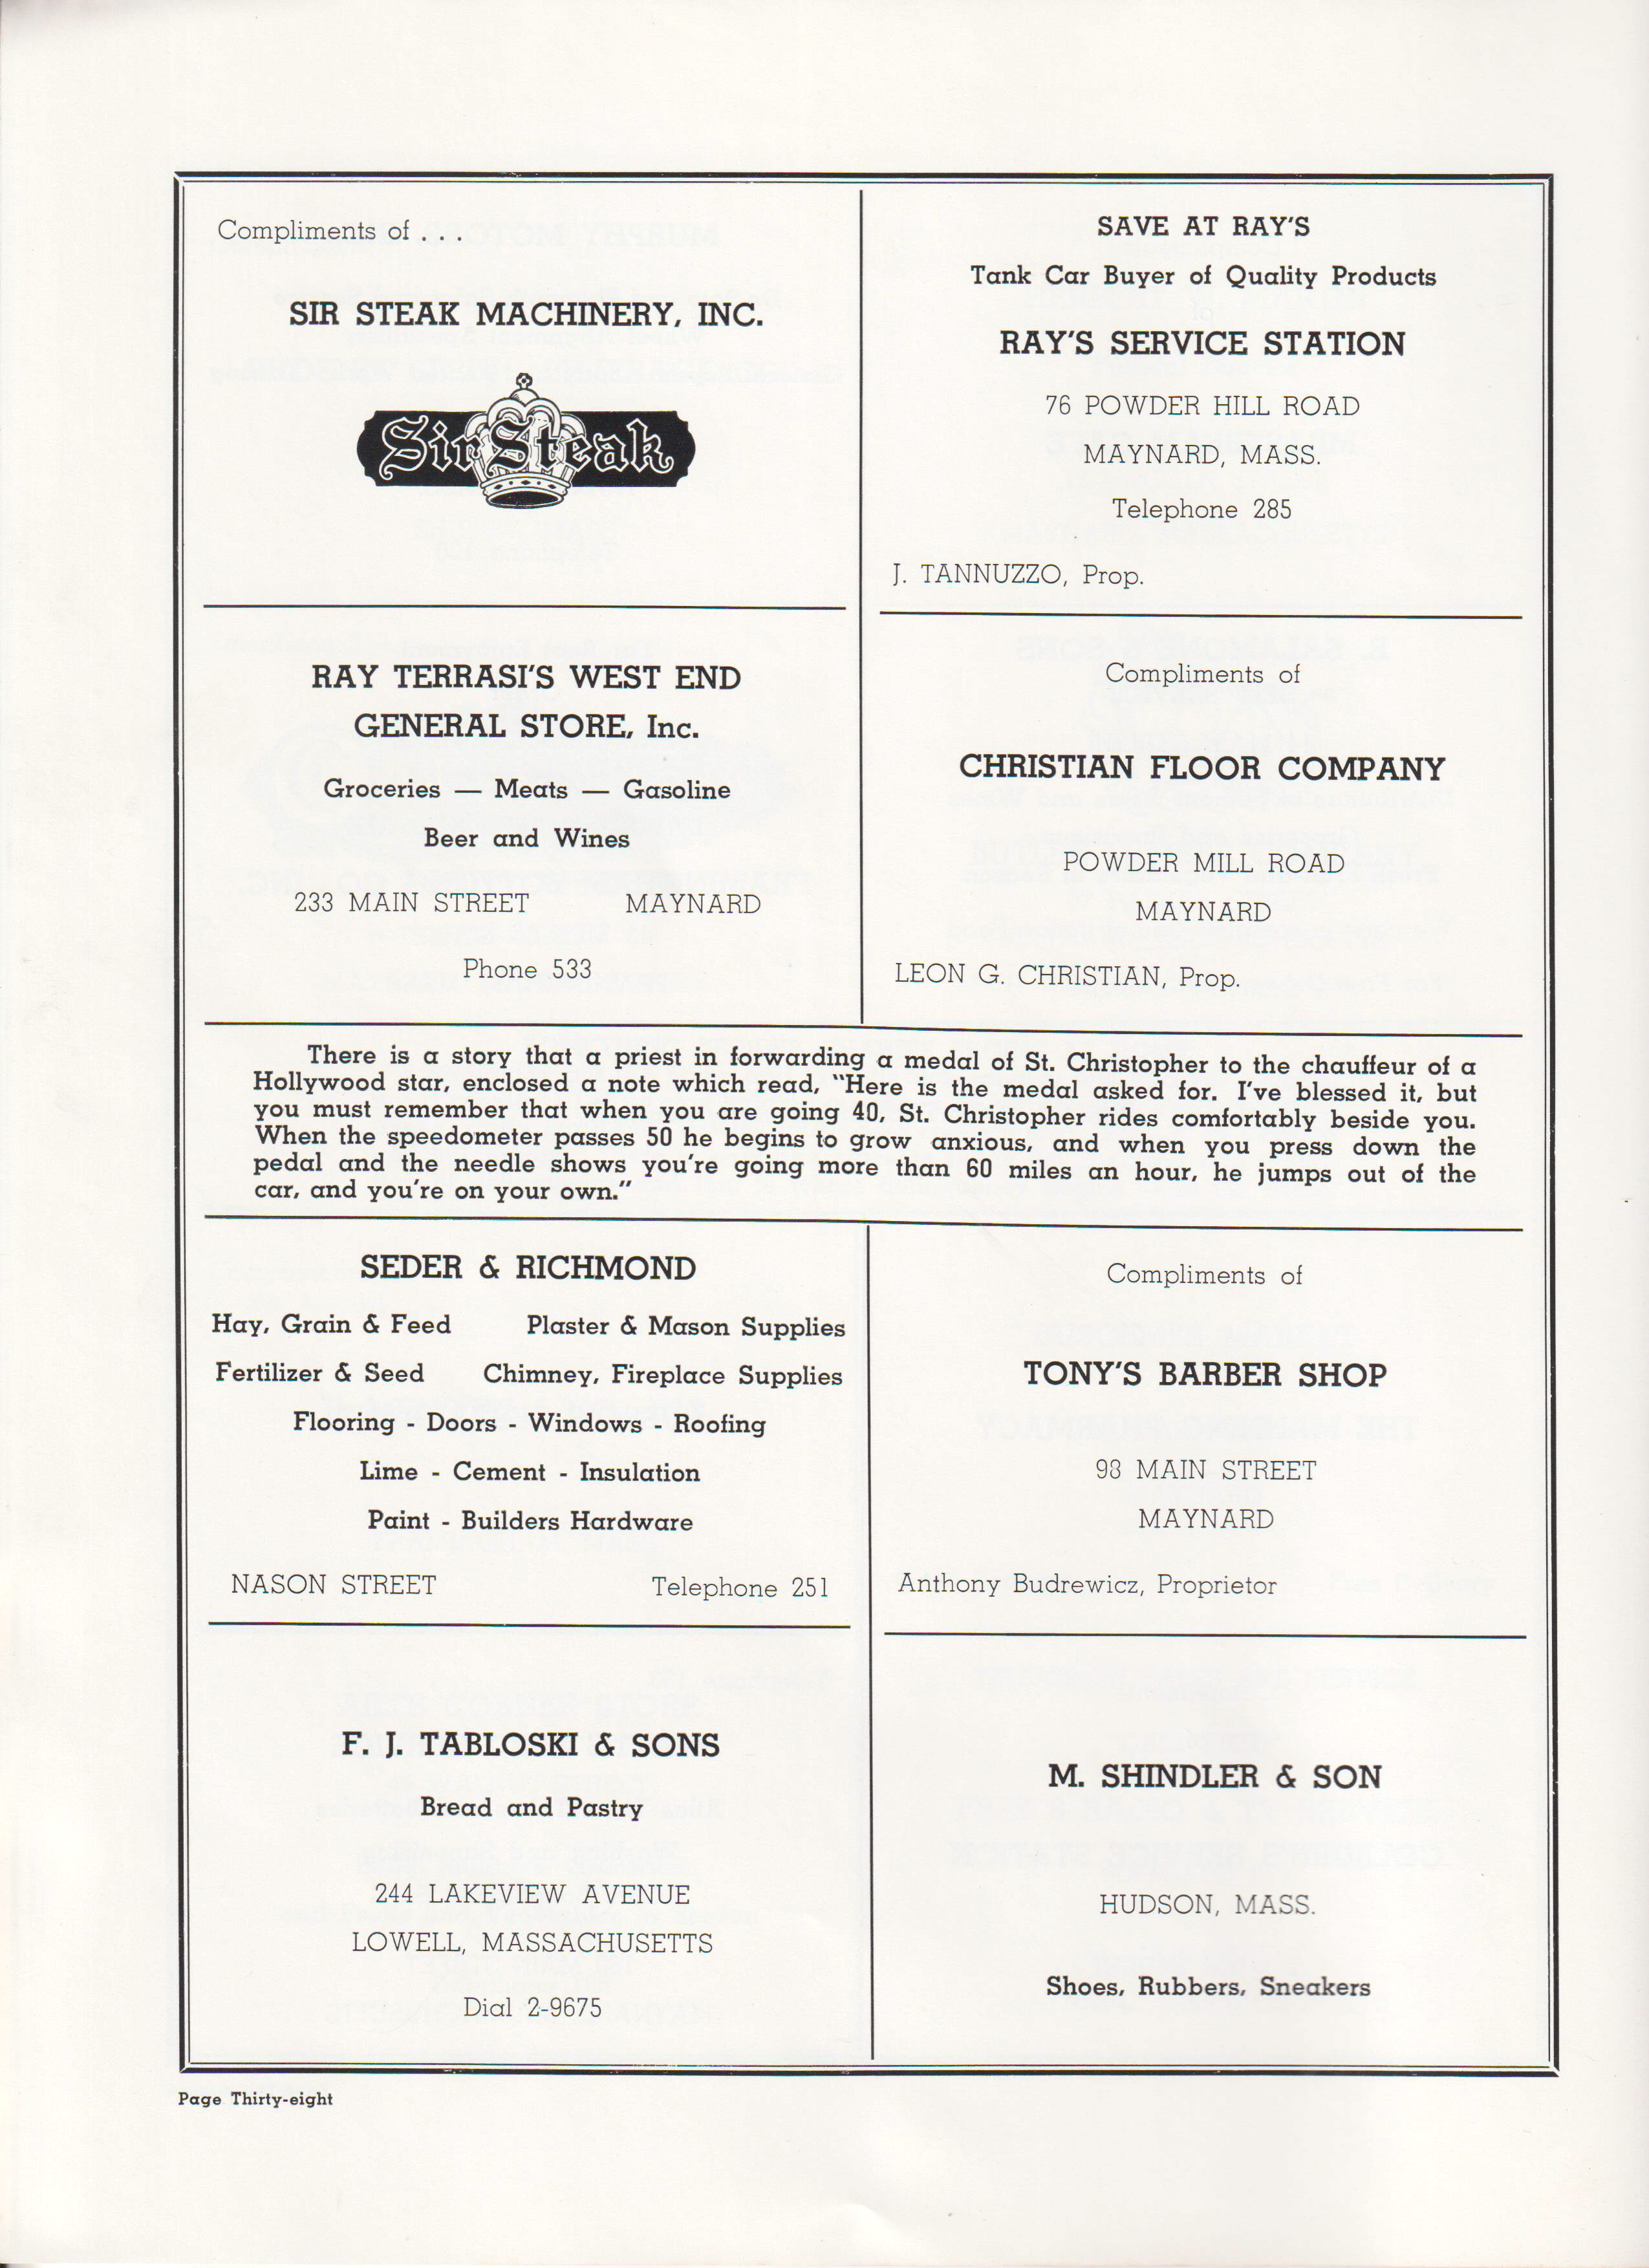 Compliments of . . .
SIR STEAK MACHINERY, INC.
Sir Steak
SAVE AT RAY'S
Tank Car Buyer of Quality Products
RAY'S SERVICE STATION
76 POWDER HILL ROAD
MAYNARD, MASS.
Telephone 285
J. TANNUZZO, Prop.
RAY TERRASI'S WEST END
GENERAL STORE, Inc.
Groceries — Meats — Gasoline
Beer and Wines
233 MAIN STREET MAYNARD
Phone 533
Compliments of
CHRISTIAN FLOOR COMPANY
POWDER MILL ROAD
MAYNARD
LEON G. CHRISTIAN, Prop.
There is a story that a priest in forwarding a medal of St. Christopher to the chauffeur of a
Hollywood star, enclosed a note which read, "Here is the medal asked for. I've blessed it, but
you must remember that when you are going 40, St. Christopher rides comfortably beside you.
When the speedometer passes 50 he begins to grow anxious, and when you press down the
pedal and the needle shows you're going more than 60 miles an hour, he jumps out of the
car, and you're on your own."
SEDER & RICHMOND
Hay, Grain & Feed Plaster & Mason Supplies
Fertilizer & Seed Chimney, Fireplace Supplies
Flooring - Doors - Windows - Roofing
Lime - Cement - Insulation
Paint - Builders Hardware
NASON STREET Telephone 251
Compliments of
TONY'S BARBER SHOP
98 MAIN STREET
MAYNARD
Anthony Budrewicz, Proprietor
F. J. TABLOSKI & SONS
Bread and Pastry
244 LAKEVIEW AVENUE
LOWELL, MASSACHUSETTS
Dial 2-9675
M. SHINDLER & SON
HUDSON, MASS.
Shoes, Rubbers, Sneakers
Page Thirty-eight